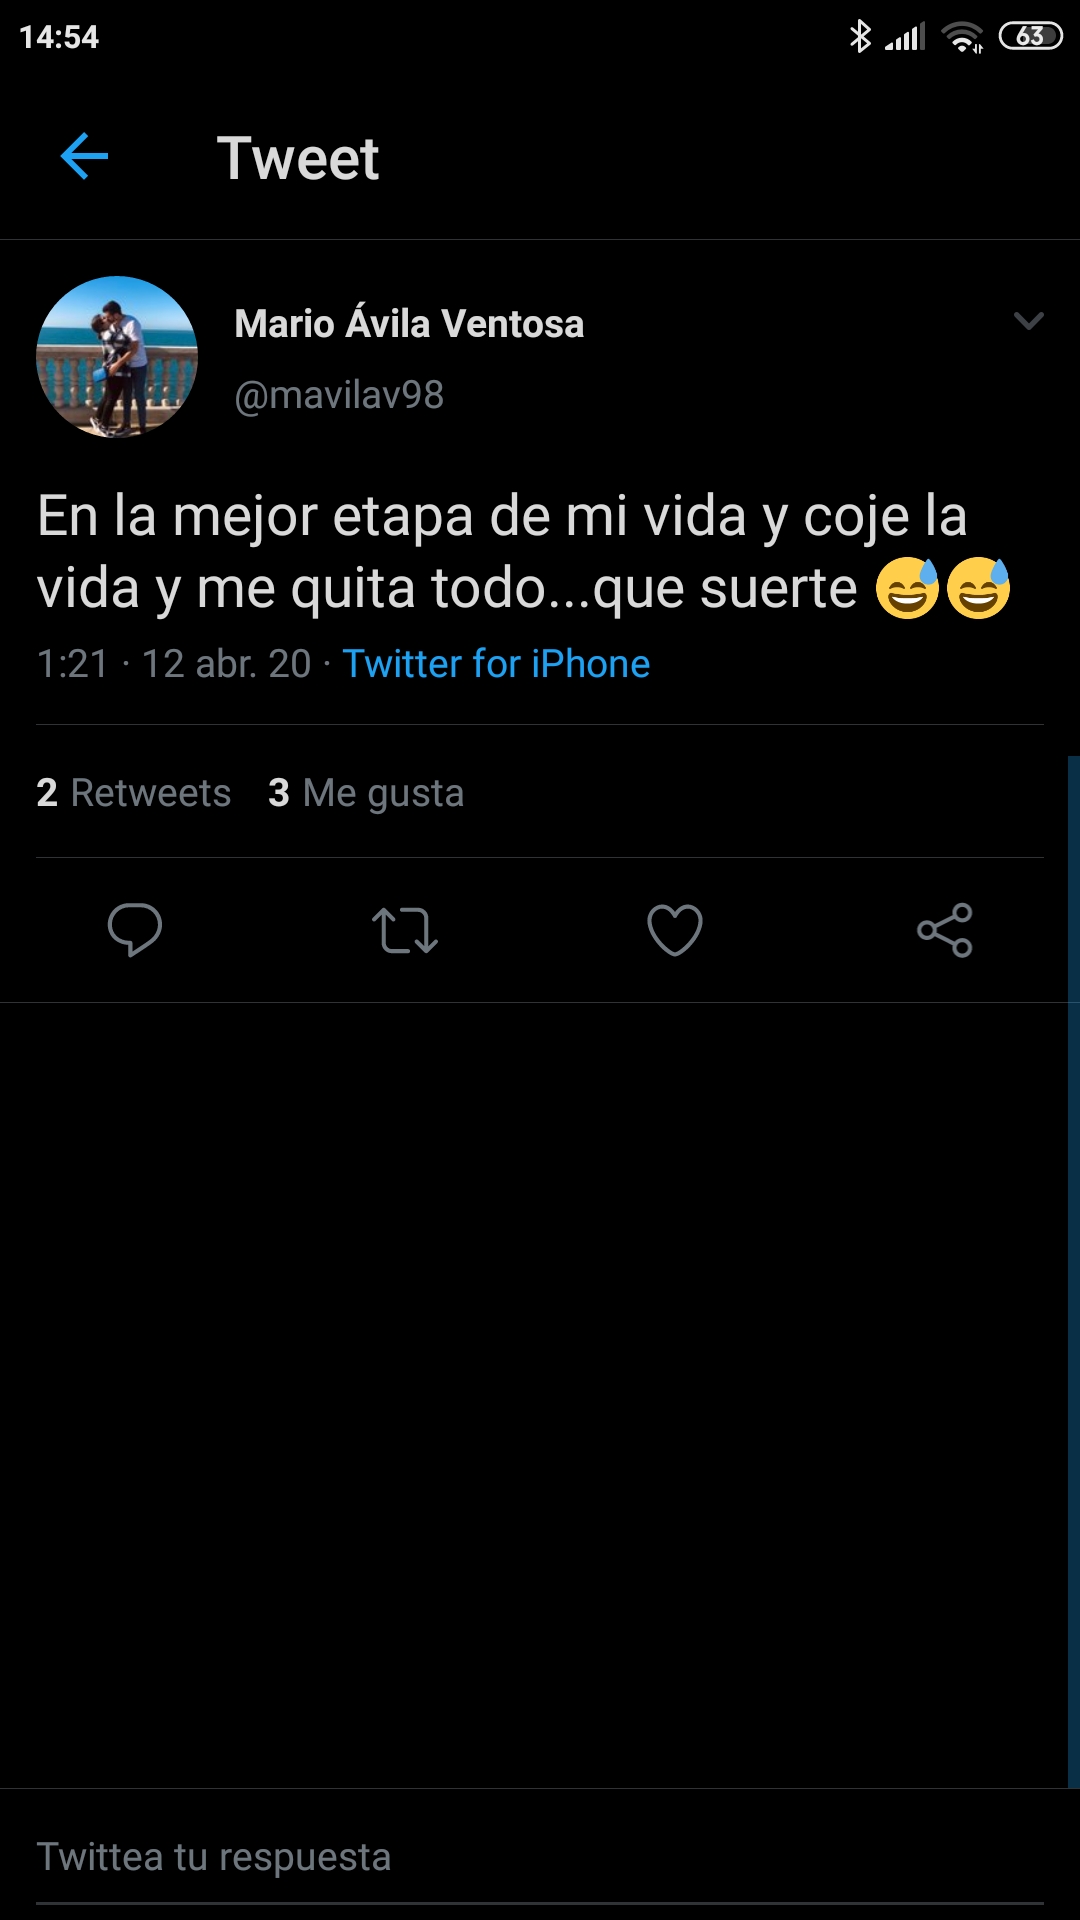 14:54
63
Tweet
Mario Ávila Ventosa
@mavilav98
En la mejor etapa de mi vida y coje la
vida y me quita todo...que suerte 😅😅
1:21 · 12 abr. 20 · Twitter for iPhone
2 Retweets 3 Me gusta
Twittea tu respuesta